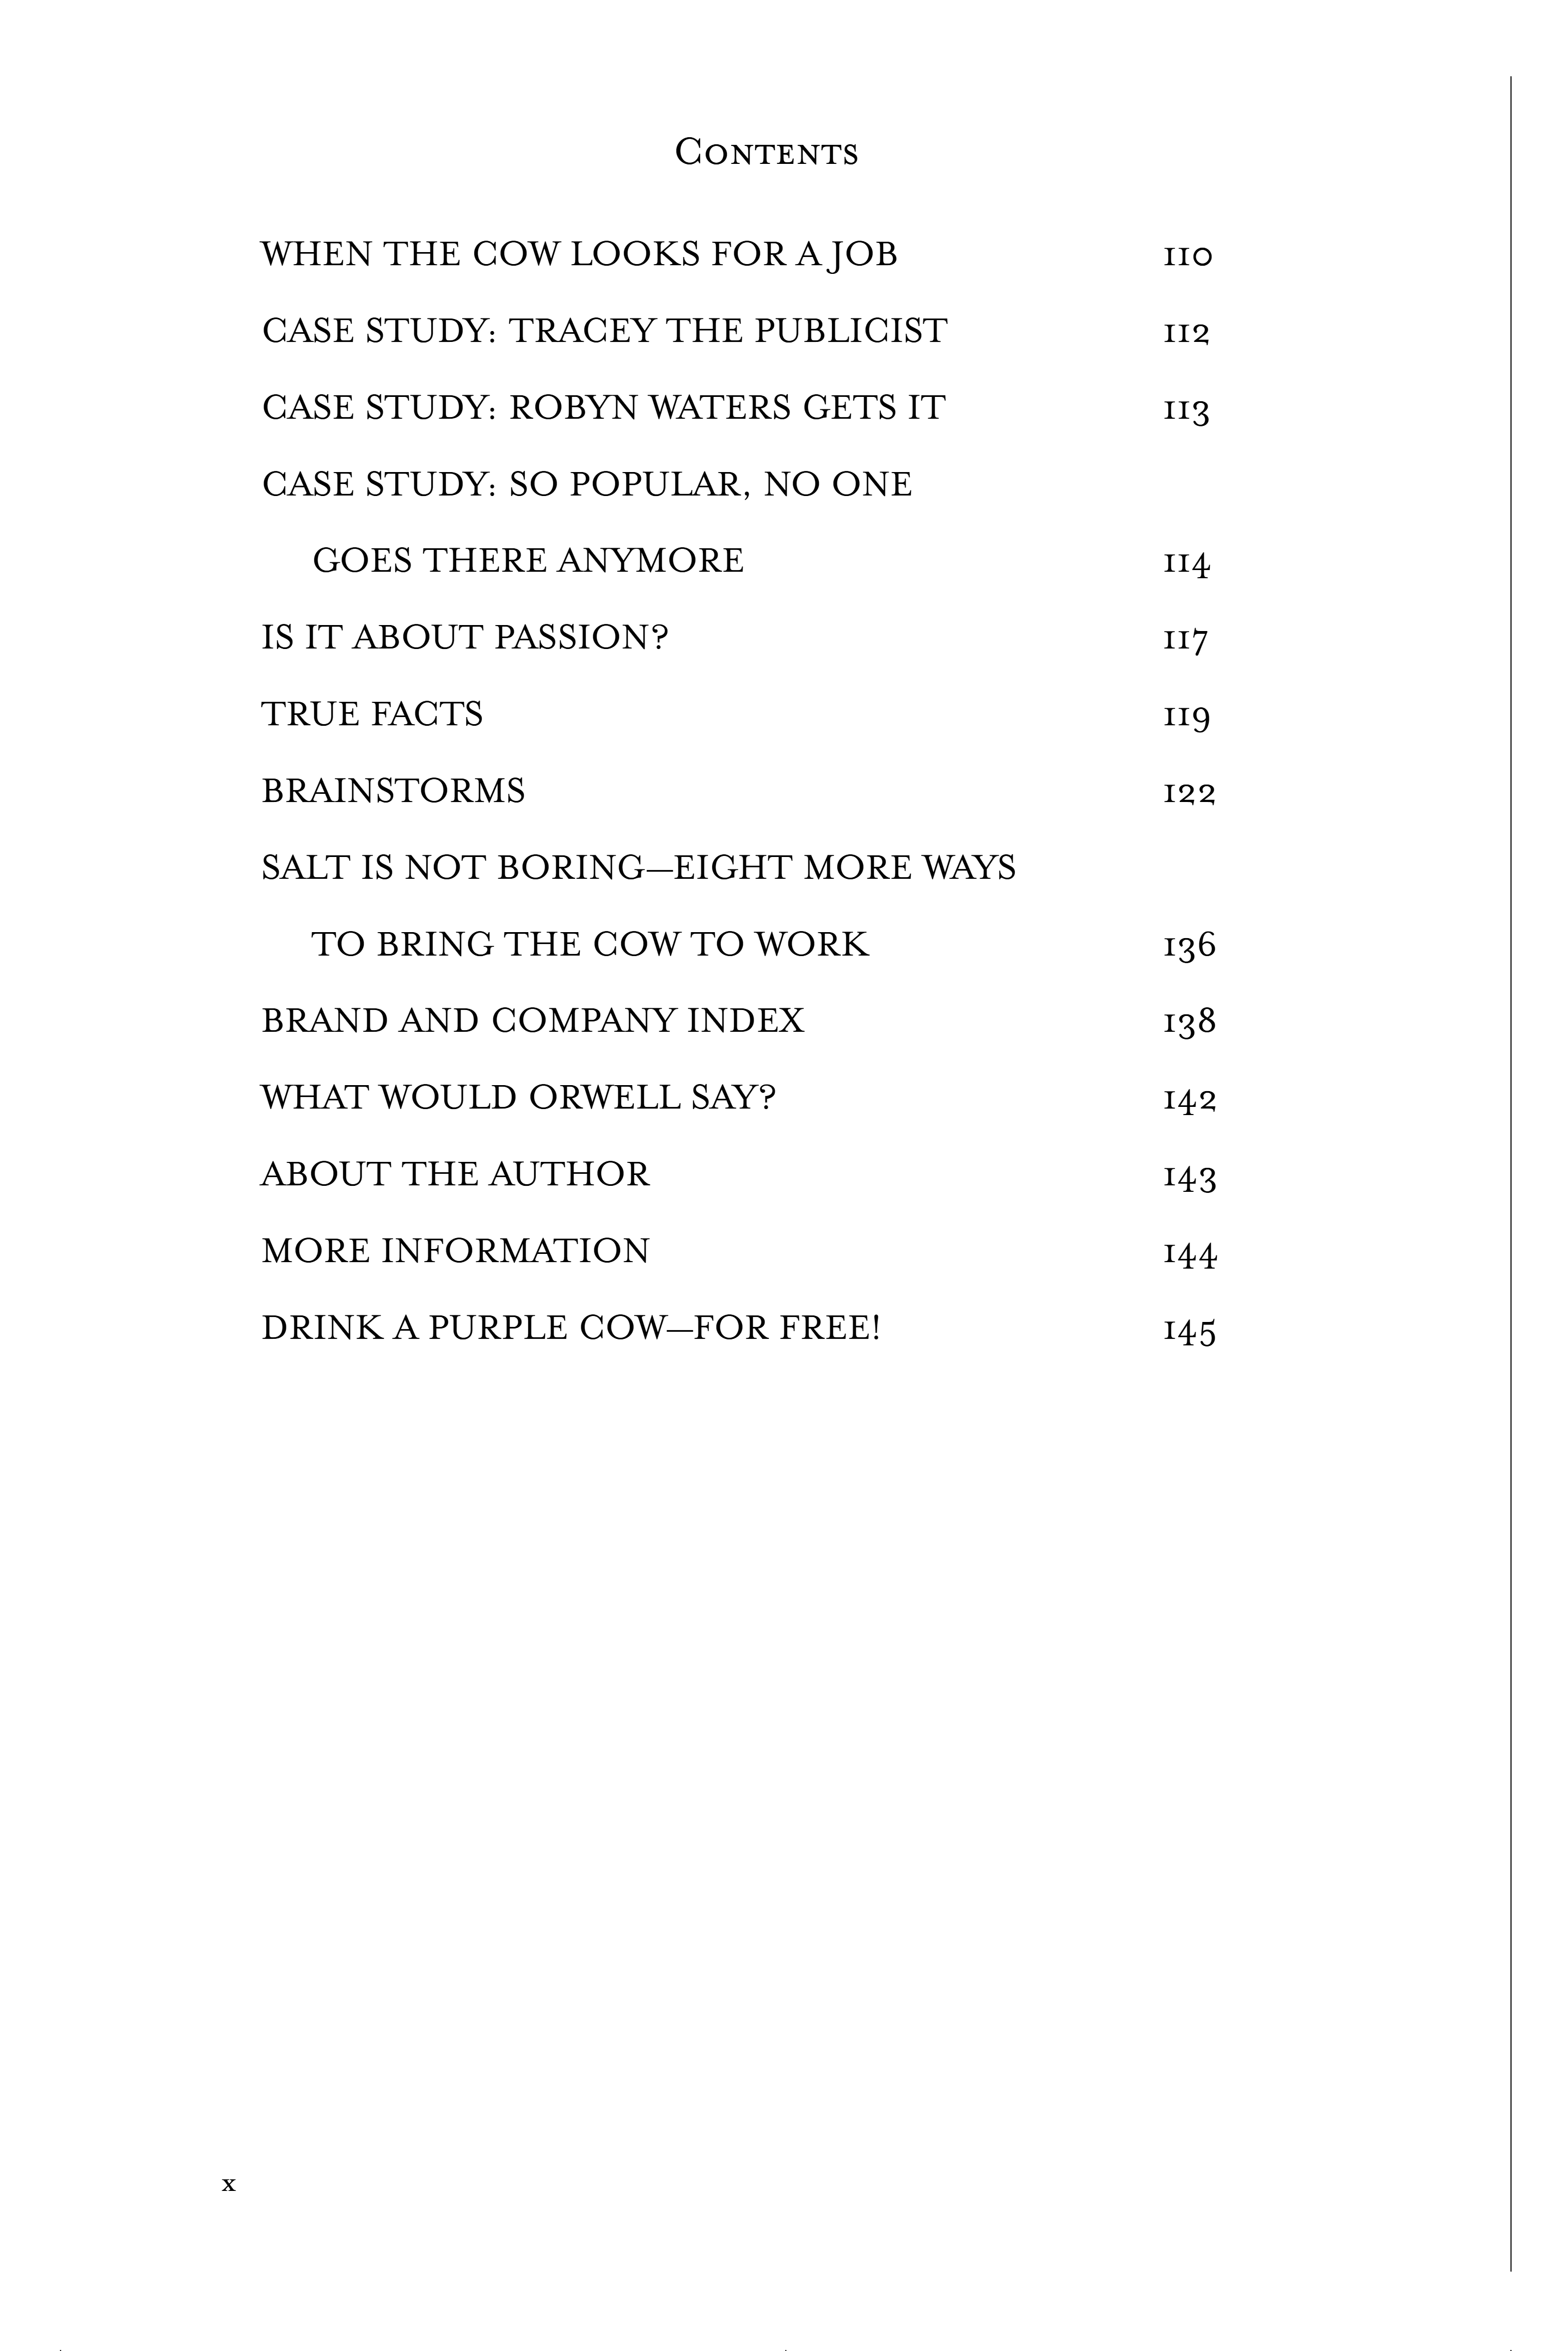 Contents
WHEN THE COW LOOKS FOR A JOB 110
CASE STUDY: TRACEY THE PUBLICIST 112
CASE STUDY: ROBYN WATERS GETS IT 113
CASE STUDY: SO POPULAR, NO ONE
GOES THERE ANYMORE 114
IS IT ABOUT PASSION? 117
TRUE FACTS 119
BRAINSTORMS 122
SALT IS NOT BORING—EIGHT MORE WAYS
TO BRING THE COW TO WORK 136
BRAND AND COMPANY INDEX 138
WHAT WOULD ORWELL SAY? 142
ABOUT THE AUTHOR 143
MORE INFORMATION 144
DRINK A PURPLE COW—FOR FREE! 145
x